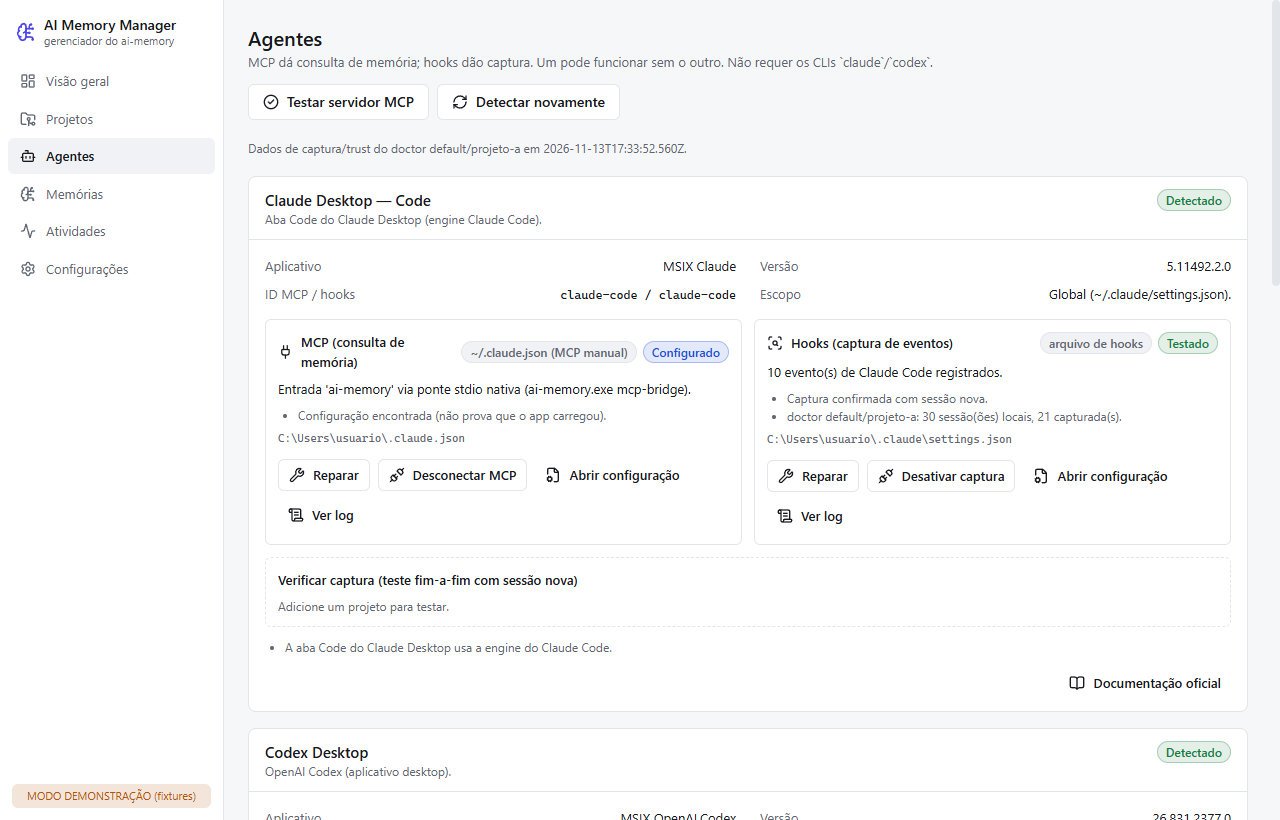 AI Memory Manager
gerenciador do ai-memory
Visão geral
Projetos
Agentes
Memórias
Atividades
Configurações
MODO DEMONSTRAÇÃO (fixtures)
Agentes
MCP dá consulta de memória; hooks dão captura. Um pode funcionar sem o outro. Não requer os CLIs `claude`/`codex`.
Testar servidor MCP
Detectar novamente
Dados de captura/trust do doctor default/projeto-a em 2026-11-13T17:33:52.560Z.
Claude Desktop — Code
Detectado
Aba Code do Claude Desktop (engine Claude Code).
Aplicativo MSIX Claude
Versão 5.11492.2.0
ID MCP / hooks claude-code / claude-code
Escopo Global (~/.claude/settings.json).
MCP (consulta de
memória)
~/.claude.json (MCP manual)
Configurado
Entrada 'ai-memory' via ponte stdio nativa (ai-memory.exe mcp-bridge).
• Configuração encontrada (não prova que o app carregou).
C:\Users\usuario\.claude.json
Reparar
Desconectar MCP
Abrir configuração
Ver log
Hooks (captura de eventos)
arquivo de hooks
Testado
10 evento(s) de Claude Code registrados.
• Captura confirmada com sessão nova.
• doctor default/projeto-a: 30 sessão(ões) locais, 21 capturada(s).
C:\Users\usuario\.claude\settings.json
Reparar
Desativar captura
Abrir configuração
Ver log
Verificar captura (teste fim-a-fim com sessão nova)
Adicione um projeto para testar.
• A aba Code do Claude Desktop usa a engine do Claude Code.
Documentação oficial
Codex Desktop
Detectado
OpenAI Codex (aplicativo desktop).
Aplicativo MSIX OpenAI Codex
Versão 26.831.2377.0